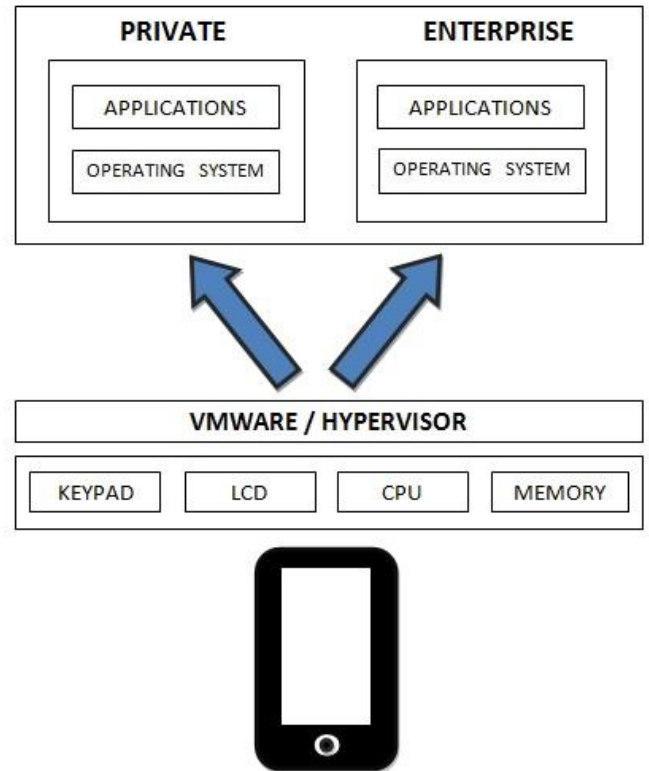 PRIVATE ENTERPRISE
APPLICATIONS APPLICATIONS
OPERATING SYSTEM OPERATING SYSTEM
VMWARE / HYPERVISOR
KEYPAD LCD CPU MEMORY